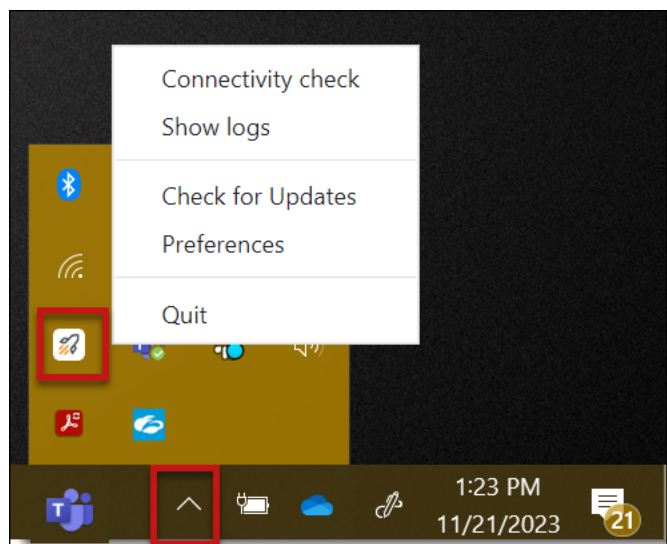 Connectivity check
Show logs
Check for Updates
Preferences
Quit
1:23 PM
11/21/2023
21